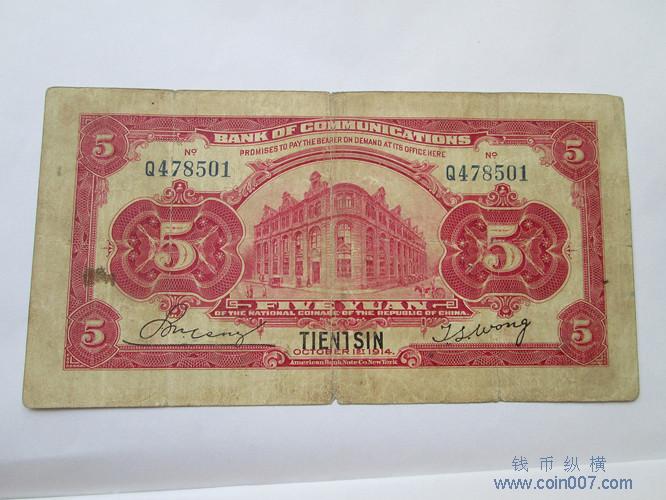 BANK OF COMMUNICATIONS
PROMISES TO PAY THE BEARER ON DEMAND AT ITS OFFICE HERE
5 5
Nº Nº
Q478501 Q478501
5 5
FIVE YUAN
OF THE NATIONAL COINAGE OF THE REPUBLIC OF CHINA.
5 5
T.S.Wong
TIENTSIN
OCTOBER 1ST. 1914.
American Bank Note Co. New York.
钱币纵横
www.coin007.com